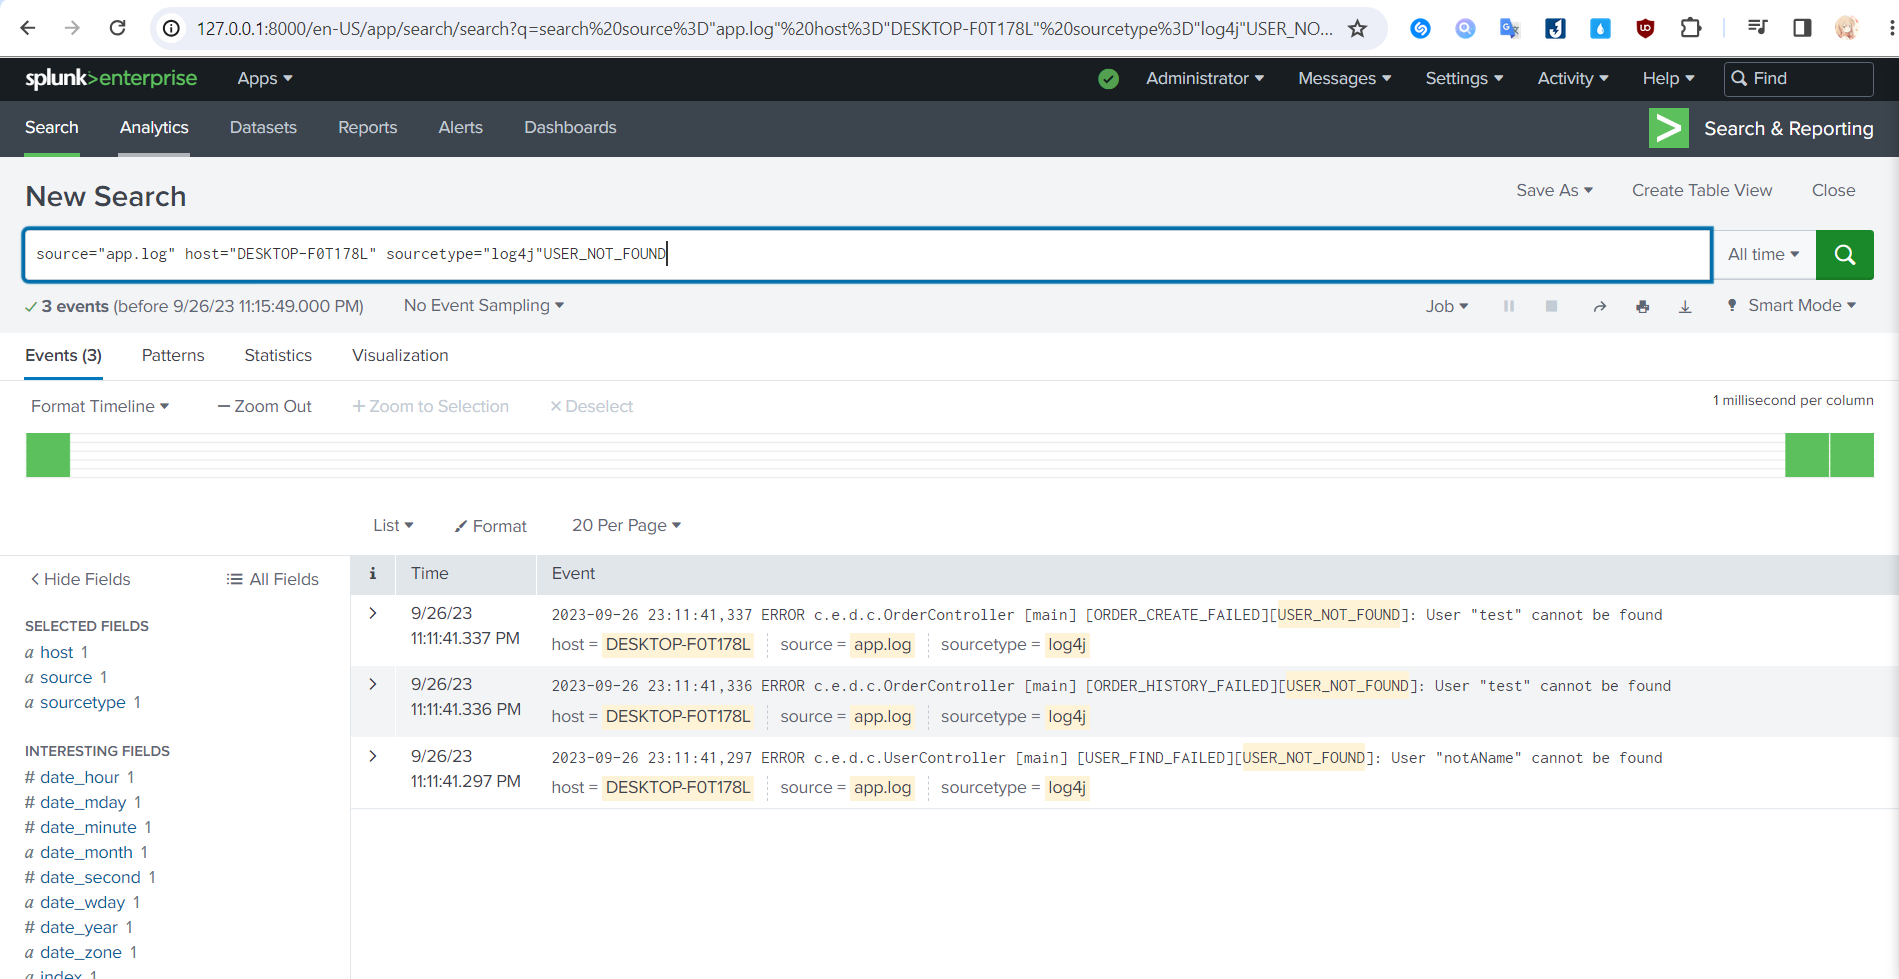 127.0.0.1:8000/en-US/app/search/search?q=search%20source%3D"app.log"%20host%3D"DESKTOP-F0T178L"%20sourcetype%3D"log4j"USER_NO...
splunk>enterprise Apps Administrator Messages Settings Activity Help Find
Search Analytics Datasets Reports Alerts Dashboards Search & Reporting
New Search Save As Create Table View Close
source="app.log" host="DESKTOP-F0T178L" sourcetype="log4j"USER_NOT_FOUND All time
3 events (before 9/26/23 11:15:49.000 PM) No Event Sampling Job Smart Mode
Events (3) Patterns Statistics Visualization
Format Timeline — Zoom Out + Zoom to Selection × Deselect 1 millisecond per column
List Format 20 Per Page
< Hide Fields All Fields
i Time Event
SELECTED FIELDS
a host 1
a source 1
a sourcetype 1
INTERESTING FIELDS
# date_hour 1
# date_mday 1
# date_minute 1
a date_month 1
# date_second 1
a date_wday 1
# date_year 1
a date_zone 1
a index 1
> 9/26/23 11:11:41.337 PM
2023-09-26 23:11:41,337 ERROR c.e.d.c.OrderController [main] [ORDER_CREATE_FAILED][USER_NOT_FOUND]: User "test" cannot be found
host = DESKTOP-F0T178L source = app.log sourcetype = log4j
> 9/26/23 11:11:41.336 PM
2023-09-26 23:11:41,336 ERROR c.e.d.c.OrderController [main] [ORDER_HISTORY_FAILED][USER_NOT_FOUND]: User "test" cannot be found
host = DESKTOP-F0T178L source = app.log sourcetype = log4j
> 9/26/23 11:11:41.297 PM
2023-09-26 23:11:41,297 ERROR c.e.d.c.UserController [main] [USER_FIND_FAILED][USER_NOT_FOUND]: User "notAName" cannot be found
host = DESKTOP-F0T178L source = app.log sourcetype = log4j